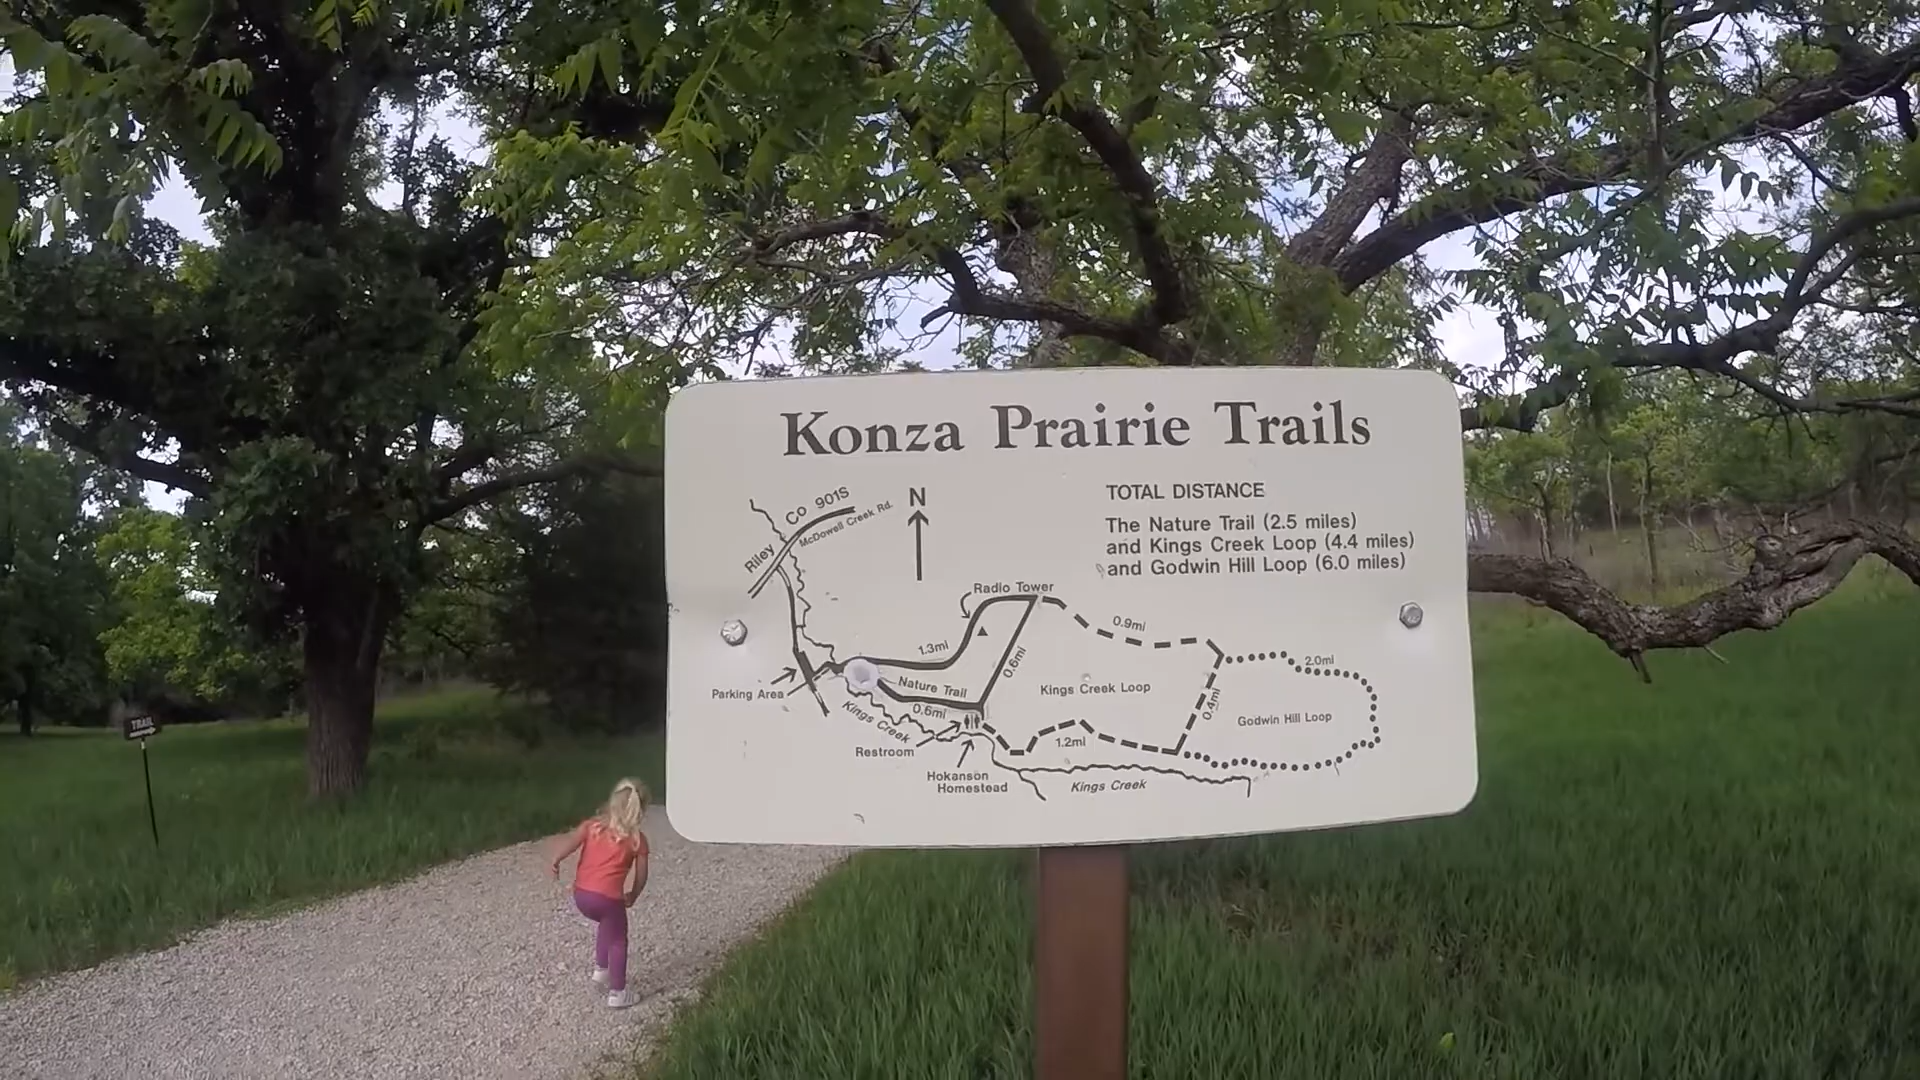 Konza Prairie Trails
TOTAL DISTANCE
The Nature Trail (2.5 miles)
and Kings Creek Loop (4.4 miles)
and Godwin Hill Loop (6.0 miles)
N
Riley Co 901S
McDowell Creek Rd.
Radio Tower
0.9mi
1.3mi
0.6mi
2.0mi
Parking Area
Nature Trail
Kings Creek Loop
0.4mi
Godwin Hill Loop
0.6mi
Kings Creek
Restroom
1.2mi
Hokanson
Homestead
Kings Creek
TRAIL